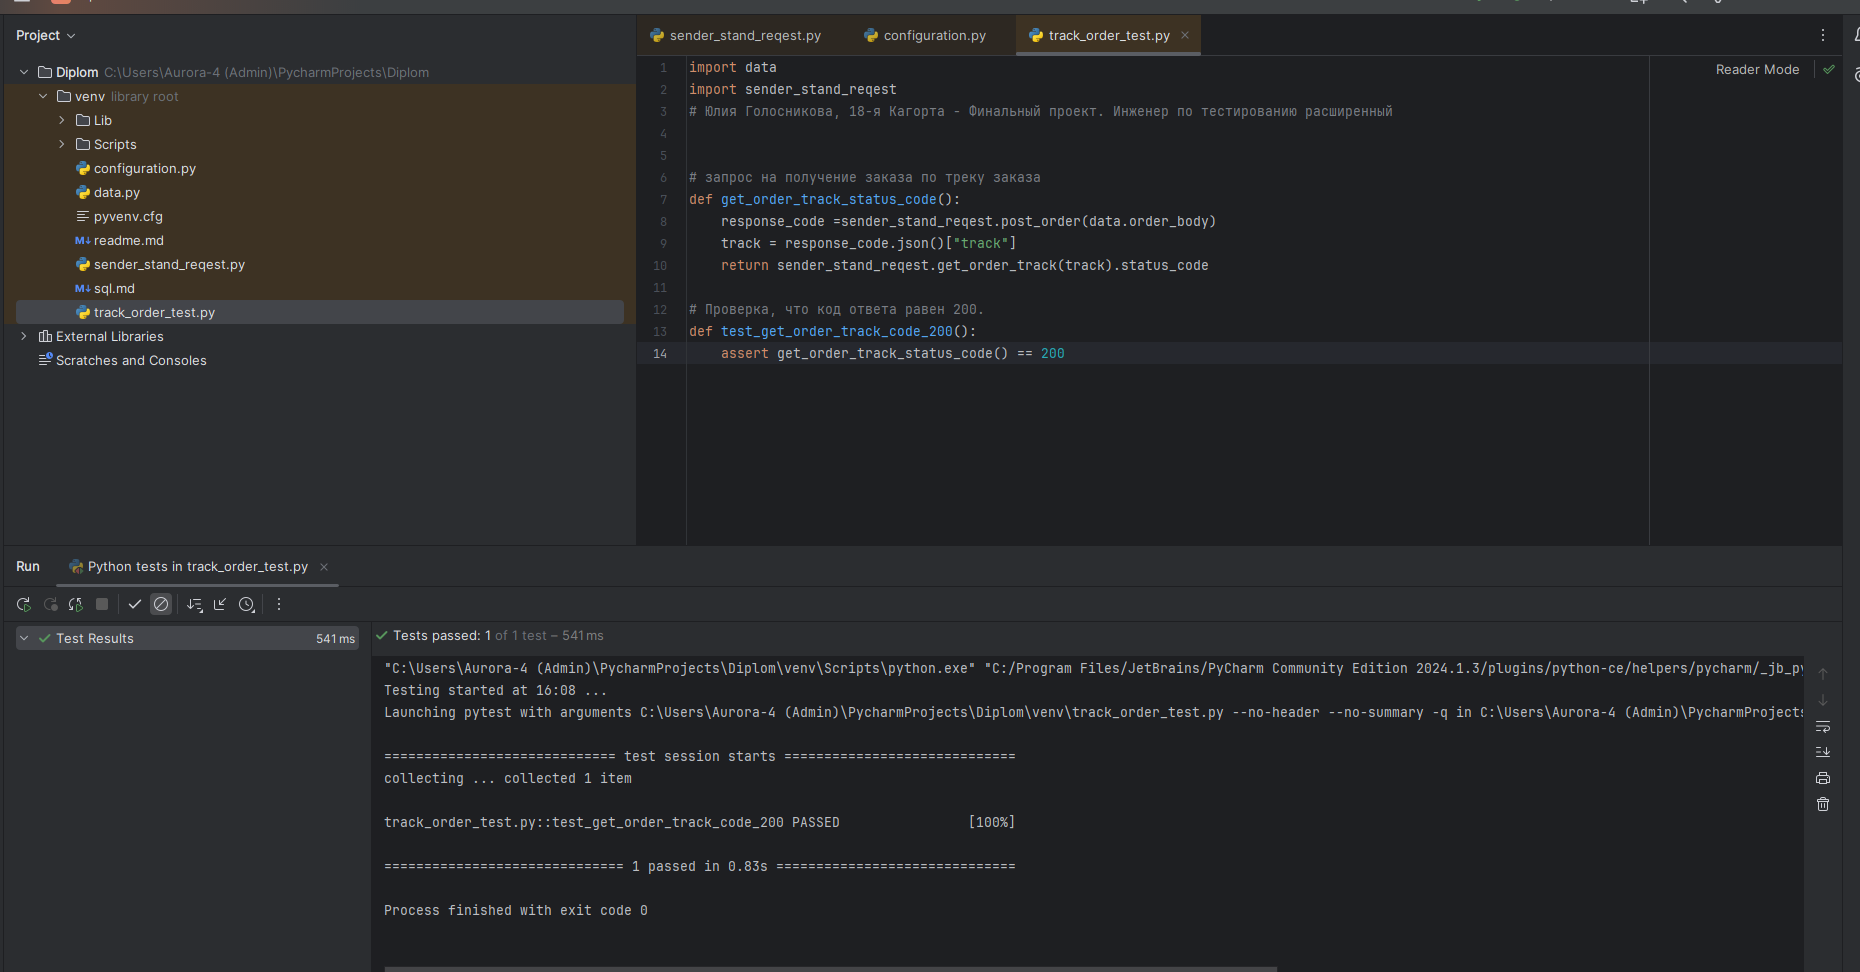 Project
Diplom C:\Users\Aurora-4 (Admin)\PycharmProjects\Diplom
venv library root
Lib
Scripts
configuration.py
data.py
pyvenv.cfg
M↓ readme.md
sender_stand_reqest.py
M↓ sql.md
track_order_test.py
External Libraries
Scratches and Consoles
sender_stand_reqest.py configuration.py track_order_test.py
Reader Mode
1 import data
2 import sender_stand_reqest
3 # Юлия Голосникова, 18-я Кагорта - Финальный проект. Инженер по тестированию расширенный
4
5
6 # запрос на получение заказа по треку заказа
7 def get_order_track_status_code():
8 response_code =sender_stand_reqest.post_order(data.order_body)
9 track = response_code.json()["track"]
10 return sender_stand_reqest.get_order_track(track).status_code
11
12 # Проверка, что код ответа равен 200.
13 def test_get_order_track_code_200():
14 assert get_order_track_status_code() == 200
Run Python tests in track_order_test.py
Test Results 541 ms
Tests passed: 1 of 1 test – 541 ms
"C:\Users\Aurora-4 (Admin)\PycharmProjects\Diplom\venv\Scripts\python.exe" "C:/Program Files/JetBrains/PyCharm Community Edition 2024.1.3/plugins/python-ce/helpers/pycharm/_jb_py
Testing started at 16:08 ...
Launching pytest with arguments C:\Users\Aurora-4 (Admin)\PycharmProjects\Diplom\venv\track_order_test.py --no-header --no-summary -q in C:\Users\Aurora-4 (Admin)\PycharmProjects
============================= test session starts =============================
collecting ... collected 1 item
track_order_test.py::test_get_order_track_code_200 PASSED [100%]
============================== 1 passed in 0.83s ==============================
Process finished with exit code 0